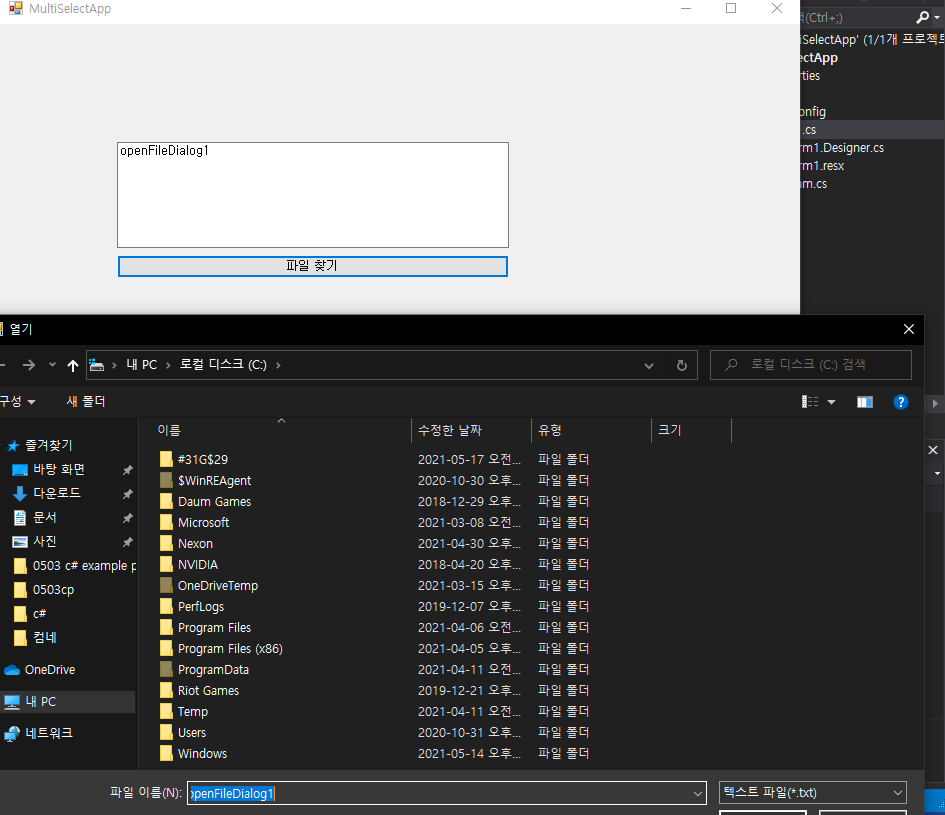 MultiSelectApp
(Ctrl+;)
iSelectApp' (1/1개 프로젝트
ectApp
rties
onfig
.cs
rm1.Designer.cs
rm1.resx
am.cs
openFileDialog1
파일 찾기
열기
내 PC › 로컬 디스크 (C:) ›
로컬 디스크 (C:) 검색
구성
새 폴더
이름 수정한 날짜 유형 크기
즐겨찾기
바탕 화면
다운로드
문서
사진
0503 c# example p
0503cp
c#
컴네
OneDrive
내 PC
네트워크
#31G$29 2021-05-17 오전... 파일 폴더
$WinREAgent 2020-10-30 오후... 파일 폴더
Daum Games 2018-12-29 오후... 파일 폴더
Microsoft 2021-03-08 오전... 파일 폴더
Nexon 2021-04-30 오후... 파일 폴더
NVIDIA 2018-04-20 오후... 파일 폴더
OneDriveTemp 2021-03-15 오후... 파일 폴더
PerfLogs 2019-12-07 오후... 파일 폴더
Program Files 2021-04-06 오전... 파일 폴더
Program Files (x86) 2021-04-05 오후... 파일 폴더
ProgramData 2021-04-11 오전... 파일 폴더
Riot Games 2019-12-21 오후... 파일 폴더
Temp 2021-04-11 오전... 파일 폴더
Users 2020-10-31 오후... 파일 폴더
Windows 2021-05-14 오후... 파일 폴더
파일 이름(N):
openFileDialog1
텍스트 파일(*.txt)